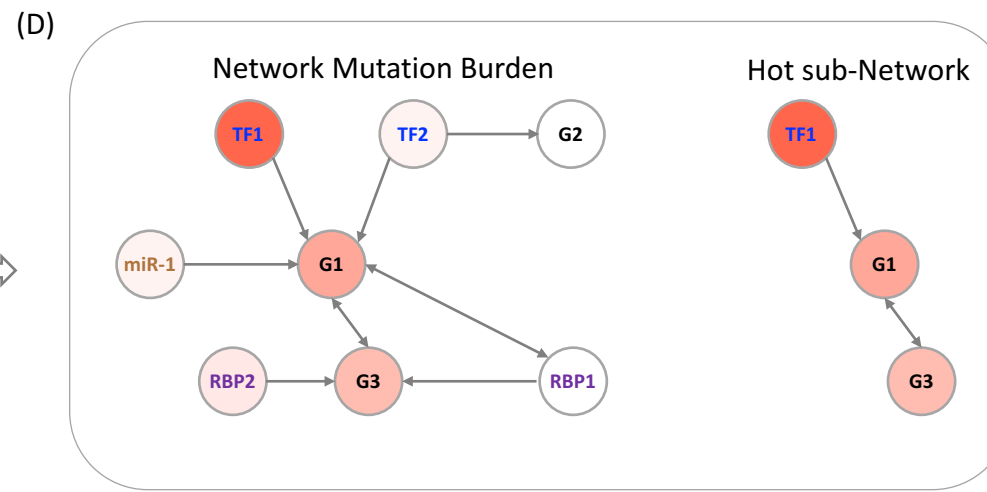 (D)
Network Mutation Burden
Hot sub-Network
TF1
TF2
G2
TF1
miR-1
G1
G1
RBP2
G3
RBP1
G3